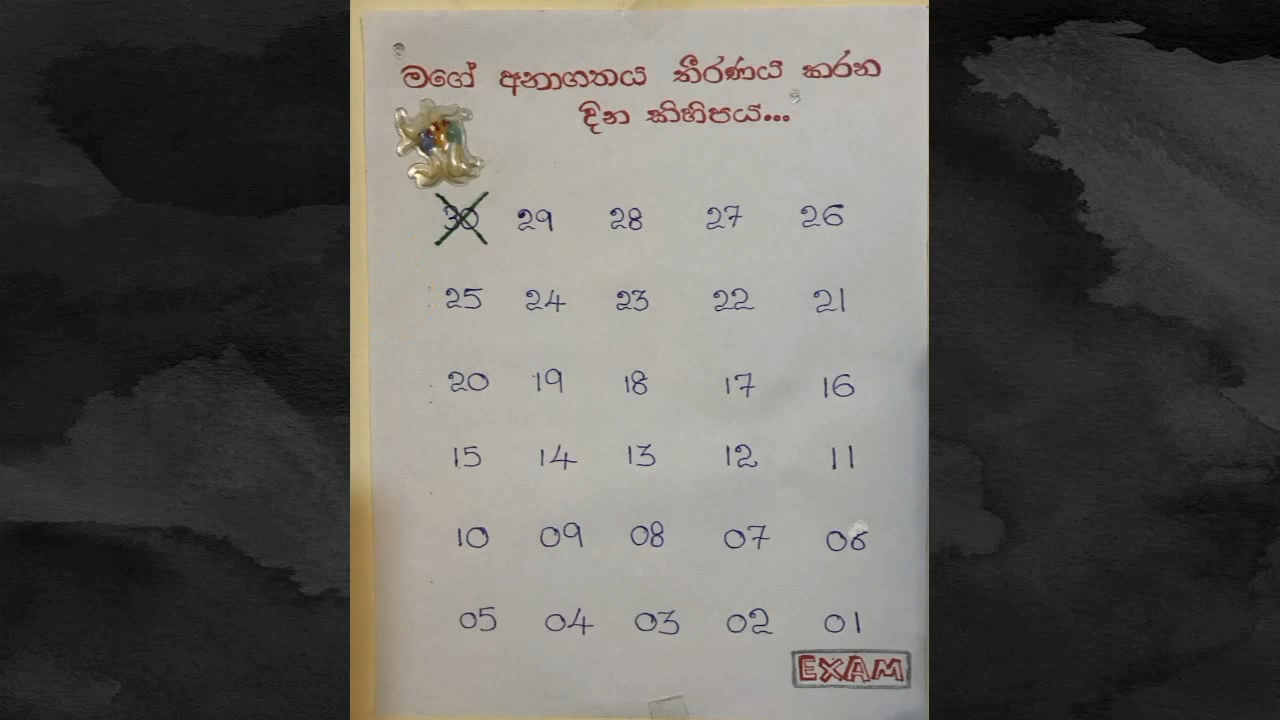 මගේ අනාගතය තීරණය කරන
දින කිහිපය...
30 29 28 27 26
25 24 23 22 21
20 19 18 17 16
15 14 13 12 11
10 09 08 07 06
05 04 03 02 01
EXAM